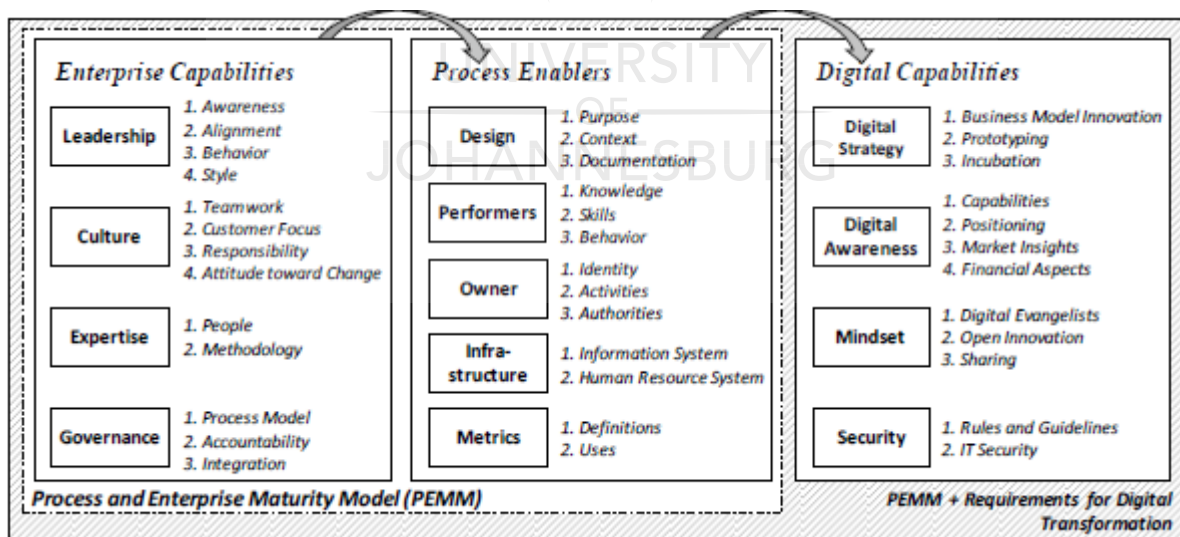 Enterprise Capabilities
Leadership
1. Awareness
2. Alignment
3. Behavior
4. Style
Culture
1. Teamwork
2. Customer Focus
3. Responsibility
4. Attitude toward Change
Expertise
1. People
2. Methodology
Governance
1. Process Model
2. Accountability
3. Integration
Process Enablers
Design
1. Purpose
2. Context
3. Documentation
Performers
1. Knowledge
2. Skills
3. Behavior
Owner
1. Identity
2. Activities
3. Authorities
Infra-
structure
1. Information System
2. Human Resource System
Metrics
1. Definitions
2. Uses
Digital Capabilities
Digital
Strategy
1. Business Model Innovation
2. Prototyping
3. Incubation
Digital
Awareness
1. Capabilities
2. Positioning
3. Market Insights
4. Financial Aspects
Mindset
1. Digital Evangelists
2. Open Innovation
3. Sharing
Security
1. Rules and Guidelines
2. IT Security
Process and Enterprise Maturity Model (PEMM)
PEMM + Requirements for Digital
Transformation
UNIVERSITY
OF
JOHANNESBURG